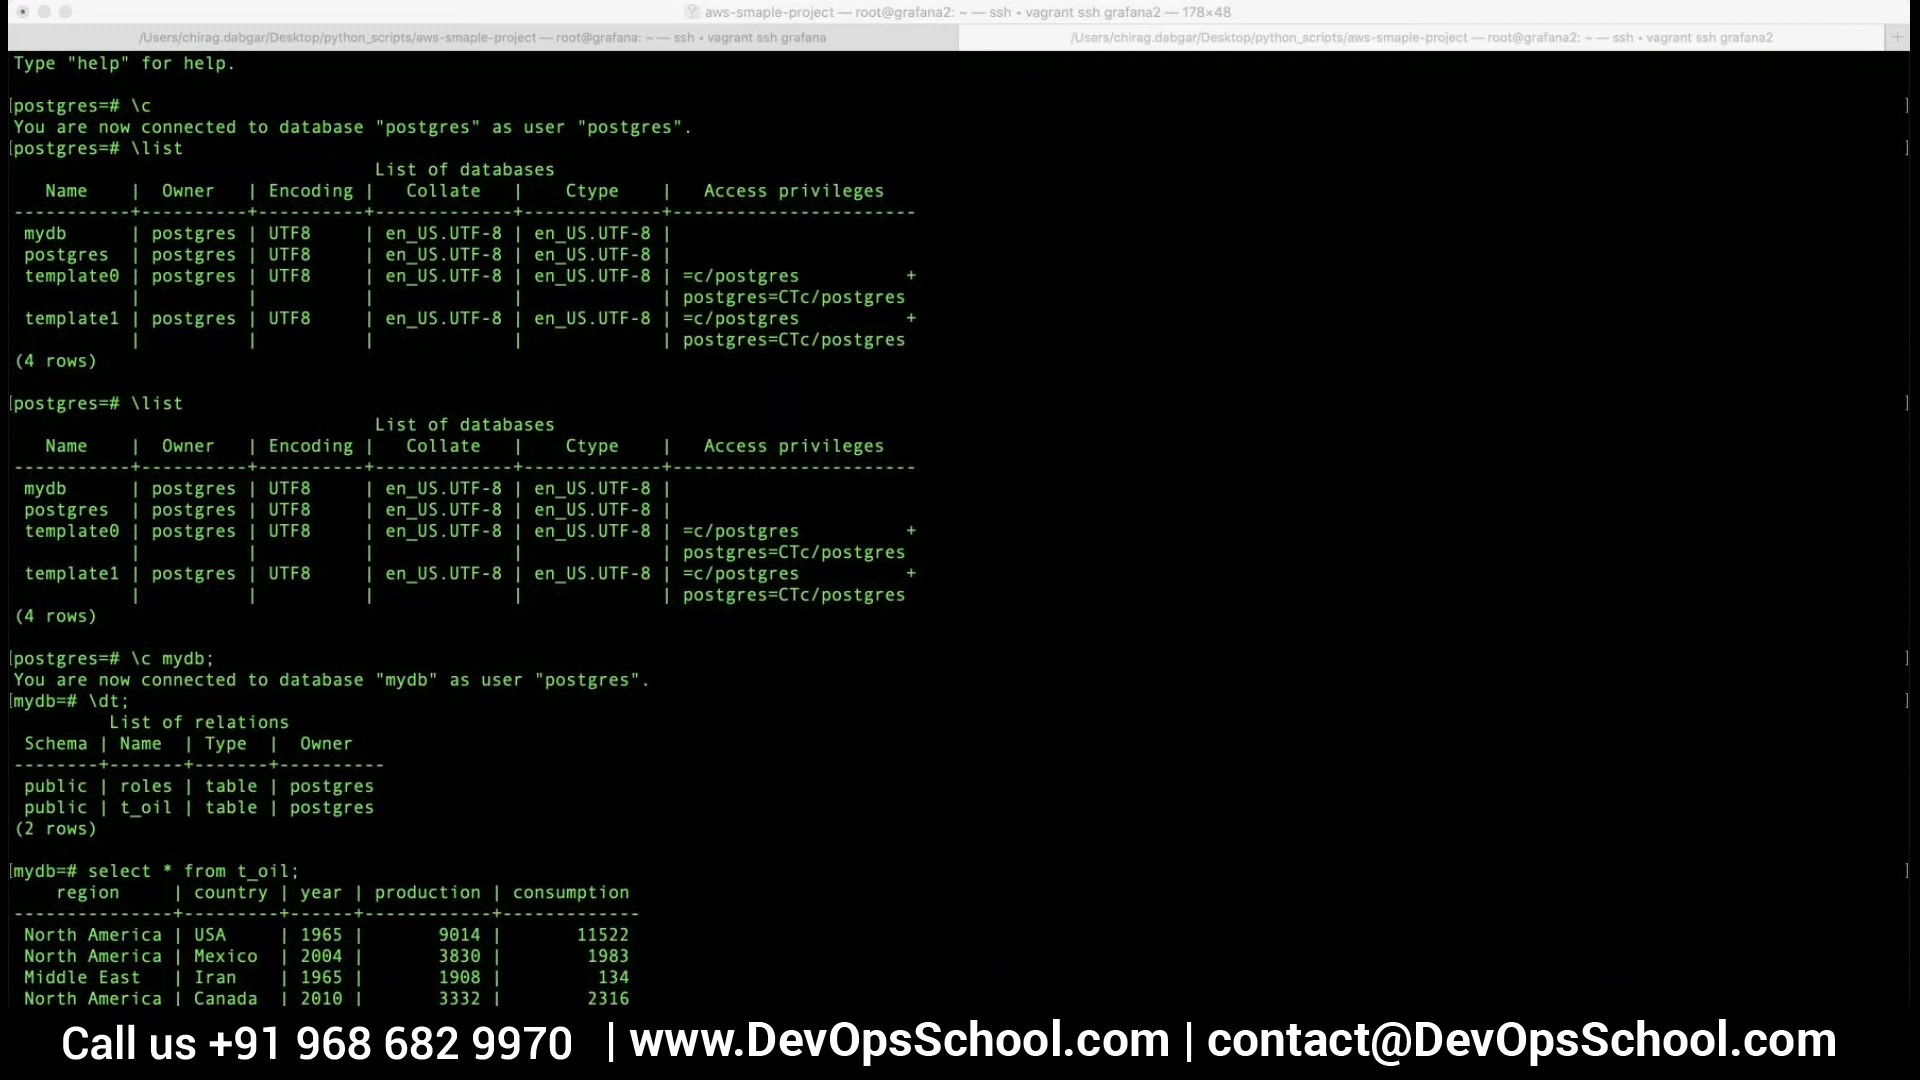 aws-smaple-project — root@grafana2: ~ — ssh • vagrant ssh grafana2 — 178×48
/Users/chirag.dabgar/Desktop/python_scripts/aws-smaple-project — root@grafana: ~ — ssh • vagrant ssh grafana
/Users/chirag.dabgar/Desktop/python_scripts/aws-smaple-project — root@grafana2: ~ — ssh • vagrant ssh grafana2 +
Type "help" for help.
[postgres=# \c ]
You are now connected to database "postgres" as user "postgres".
[postgres=# \list ]
List of databases
Name | Owner | Encoding | Collate | Ctype | Access privileges
-----------+----------+----------+-------------+-------------+-----------------------
mydb | postgres | UTF8 | en_US.UTF-8 | en_US.UTF-8 |
postgres | postgres | UTF8 | en_US.UTF-8 | en_US.UTF-8 |
template0 | postgres | UTF8 | en_US.UTF-8 | en_US.UTF-8 | =c/postgres +
| | | | | postgres=CTc/postgres
template1 | postgres | UTF8 | en_US.UTF-8 | en_US.UTF-8 | =c/postgres +
| | | | | postgres=CTc/postgres
(4 rows)
[postgres=# \list ]
List of databases
Name | Owner | Encoding | Collate | Ctype | Access privileges
-----------+----------+----------+-------------+-------------+-----------------------
mydb | postgres | UTF8 | en_US.UTF-8 | en_US.UTF-8 |
postgres | postgres | UTF8 | en_US.UTF-8 | en_US.UTF-8 |
template0 | postgres | UTF8 | en_US.UTF-8 | en_US.UTF-8 | =c/postgres +
| | | | | postgres=CTc/postgres
template1 | postgres | UTF8 | en_US.UTF-8 | en_US.UTF-8 | =c/postgres +
| | | | | postgres=CTc/postgres
(4 rows)
[postgres=# \c mydb; ]
You are now connected to database "mydb" as user "postgres".
[mydb=# \dt; ]
List of relations
Schema | Name | Type | Owner
--------+-------+-------+----------
public | roles | table | postgres
public | t_oil | table | postgres
(2 rows)
[mydb=# select * from t_oil; ]
region | country | year | production | consumption
---------------+---------+------+------------+-------------
North America | USA | 1965 | 9014 | 11522
North America | Mexico | 2004 | 3830 | 1983
Middle East | Iran | 1965 | 1908 | 134
North America | Canada | 2010 | 3332 | 2316
Call us +91 968 682 9970 | www.DevOpsSchool.com | contact@DevOpsSchool.com